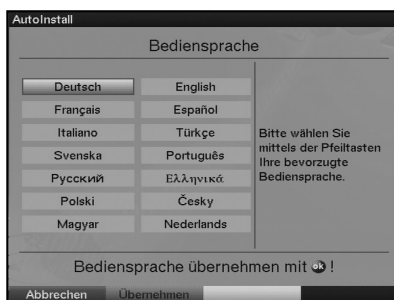 AutoInstall
Bediensprache
Deutsch English
Français Español
Italiano Türkçe
Svenska Português
Русский Ελληνικά
Polski Česky
Magyar Nederlands
Bitte wählen Sie
mittels der Pfeiltasten
Ihre bevorzugte
Bediensprache.
Bediensprache übernehmen mit ok !
Abbrechen Übernehmen